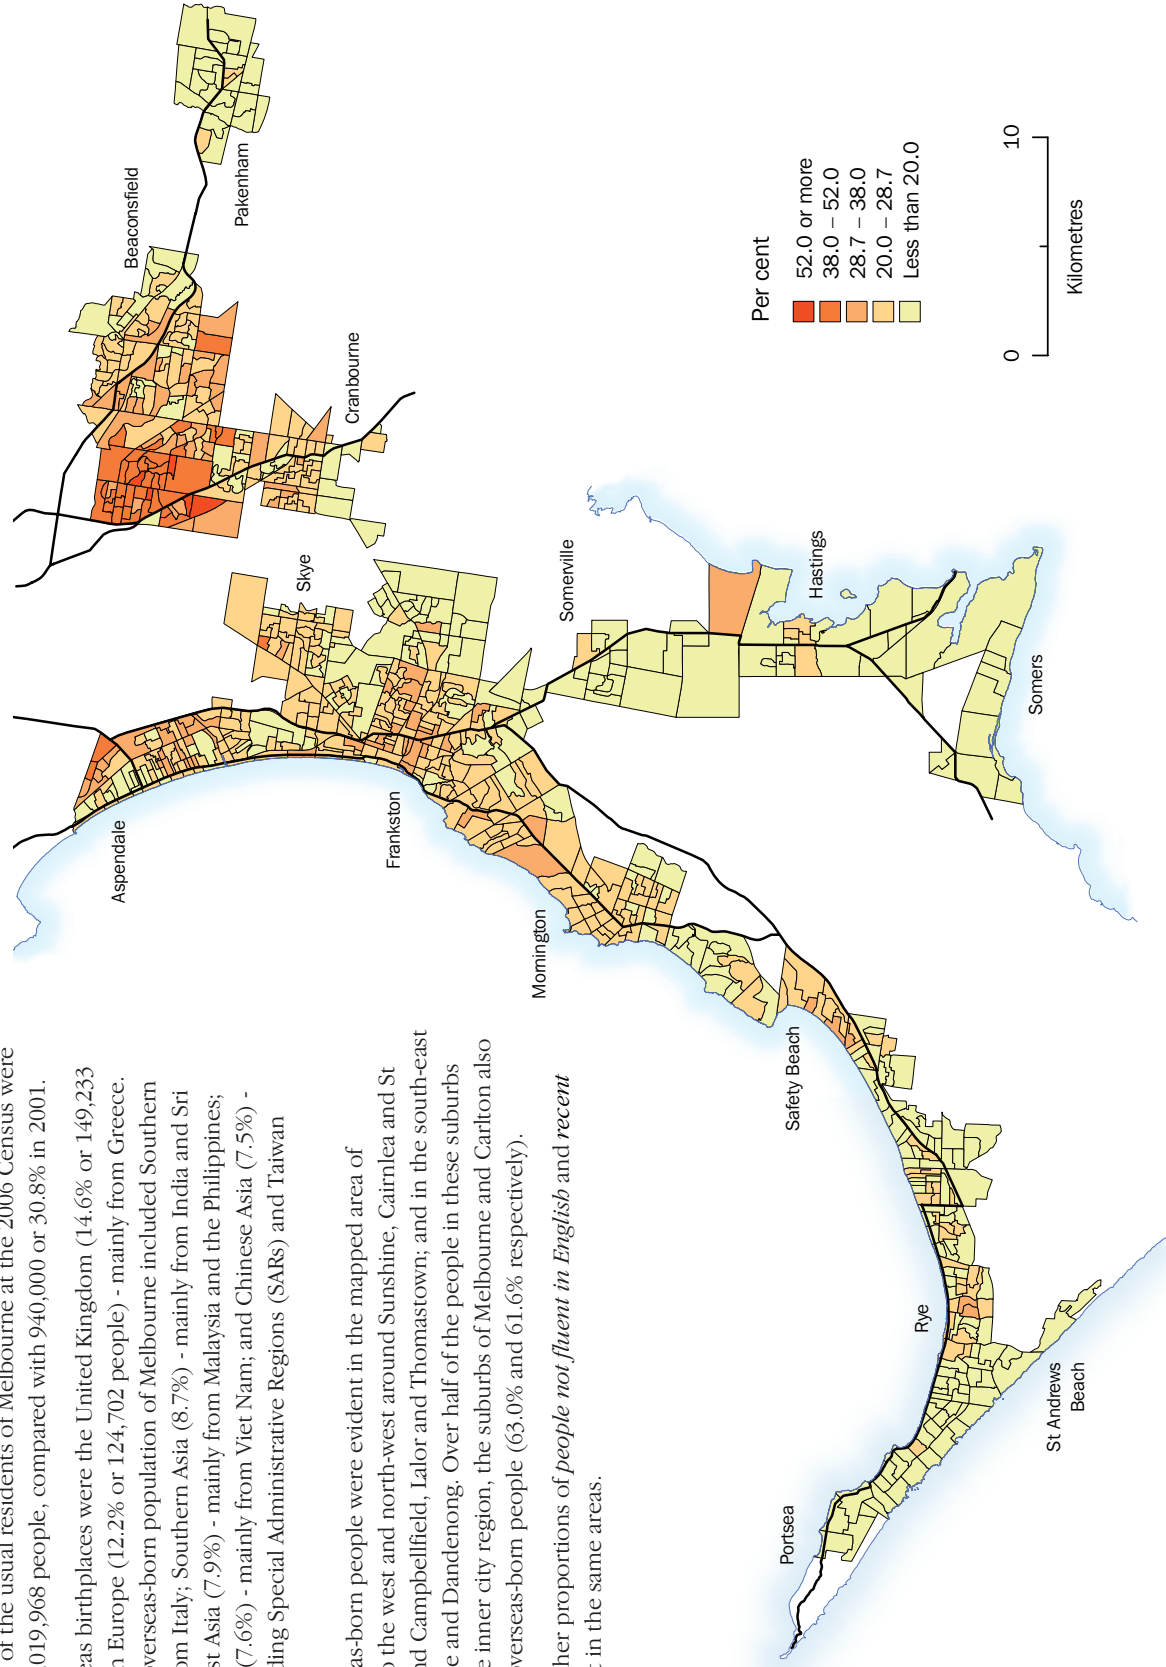 of the usual residents of Melbourne at the 2006 Census were
019,968 people, compared with 940,000 or 30.8% in 2001.
eas birthplaces were the United Kingdom (14.6% or 149,233
n Europe (12.2% or 124,702 people) - mainly from Greece.
overseas-born population of Melbourne included Southern
om Italy; Southern Asia (8.7%) - mainly from India and Sri
st Asia (7.9%) - mainly from Malaysia and the Philippines;
(7.6%) - mainly from Viet Nam; and Chinese Asia (7.5%) -
ding Special Administrative Regions (SARs) and Taiwan
as-born people were evident in the mapped area of
o the west and north-west around Sunshine, Cairnlea and St
nd Campbellfield, Lalor and Thomastown; and in the south-east
e and Dandenong. Over half of the people in these suburbs
e inner city region, the suburbs of Melbourne and Carlton also
overseas-born people (63.0% and 61.6% respectively).
her proportions of people not fluent in English and recent
t in the same areas.
Portsea
St Andrews
Beach
Rye
Safety Beach
Mornington
Frankston
Aspendale
Somers
Hastings
Somerville
Skye
Cranbourne
Beaconsfield
Pakenham
Per cent
52.0 or more
38.0 – 52.0
28.7 – 38.0
20.0 – 28.7
Less than 20.0
0
10
Kilometres